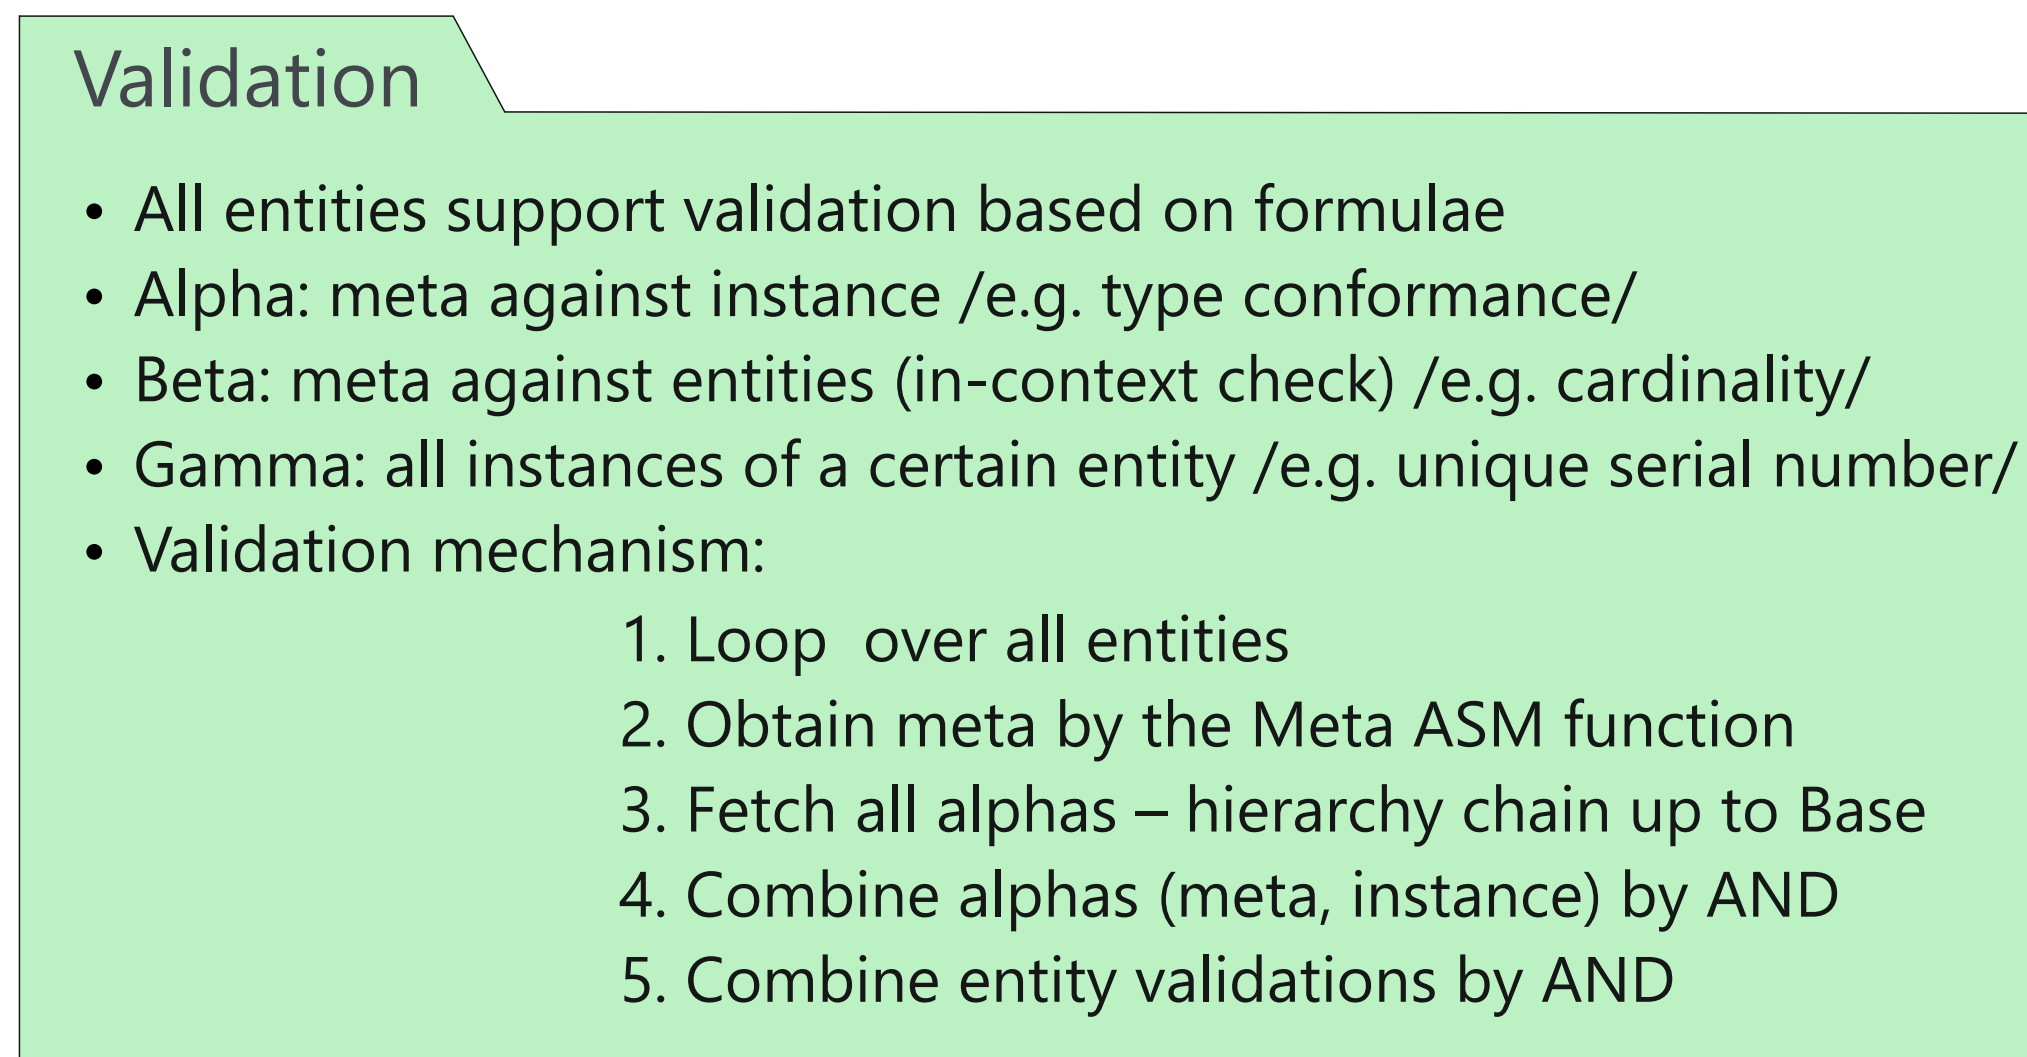 Validation
• All entities support validation based on formulae
• Alpha: meta against instance /e.g. type conformance/
• Beta: meta against entities (in-context check) /e.g. cardinality/
• Gamma: all instances of a certain entity /e.g. unique serial number/
• Validation mechanism:
1. Loop  over all entities
2. Obtain meta by the Meta ASM function
3. Fetch all alphas – hierarchy chain up to Base
4. Combine alphas (meta, instance) by AND
5. Combine entity validations by AND